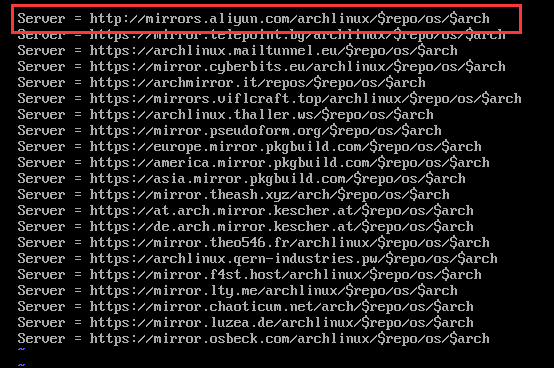 Server = http://mirrors.aliyun.com/archlinux/$repo/os/$arch
Server = https://mirror.telepoint.bg/archlinux/$repo/os/$arch
Server = https://archlinux.mailtunnel.eu/$repo/os/$arch
Server = https://mirror.cyberbits.eu/archlinux/$repo/os/$arch
Server = https://archmirror.it/repos/$repo/os/$arch
Server = https://mirrors.viflcraft.top/archlinux/$repo/os/$arch
Server = https://archlinux.thaller.ws/$repo/os/$arch
Server = https://mirror.pseudoform.org/$repo/os/$arch
Server = https://europe.mirror.pkgbuild.com/$repo/os/$arch
Server = https://america.mirror.pkgbuild.com/$repo/os/$arch
Server = https://asia.mirror.pkgbuild.com/$repo/os/$arch
Server = https://mirror.theash.xyz/arch/$repo/os/$arch
Server = https://at.arch.mirror.kescher.at/$repo/os/$arch
Server = https://de.arch.mirror.kescher.at/$repo/os/$arch
Server = https://mirror.theo546.fr/archlinux/$repo/os/$arch
Server = https://archlinux.qern-industries.pw/$repo/os/$arch
Server = https://mirror.f4st.host/archlinux/$repo/os/$arch
Server = https://mirror.lty.me/archlinux/$repo/os/$arch
Server = https://mirror.chaoticum.net/arch/$repo/os/$arch
Server = https://mirror.luzea.de/archlinux/$repo/os/$arch
Server = https://mirror.osbeck.com/archlinux/$repo/os/$arch
~
~